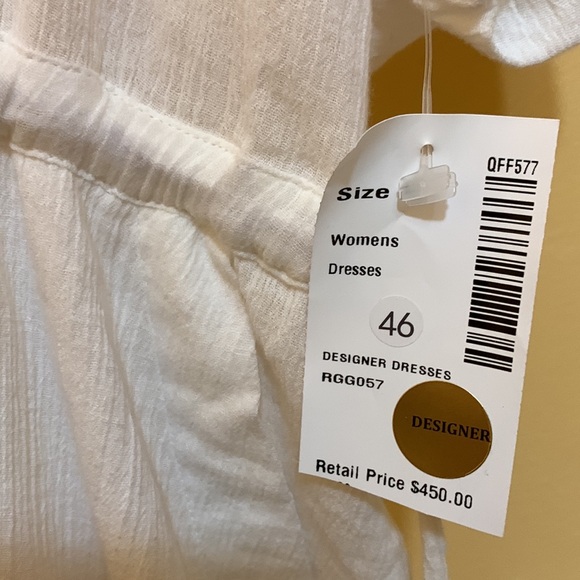 QFF577
Size
Womens
Dresses
46
DESIGNER DRESSES
RGG057
DESIGNER
Retail Price $450.00